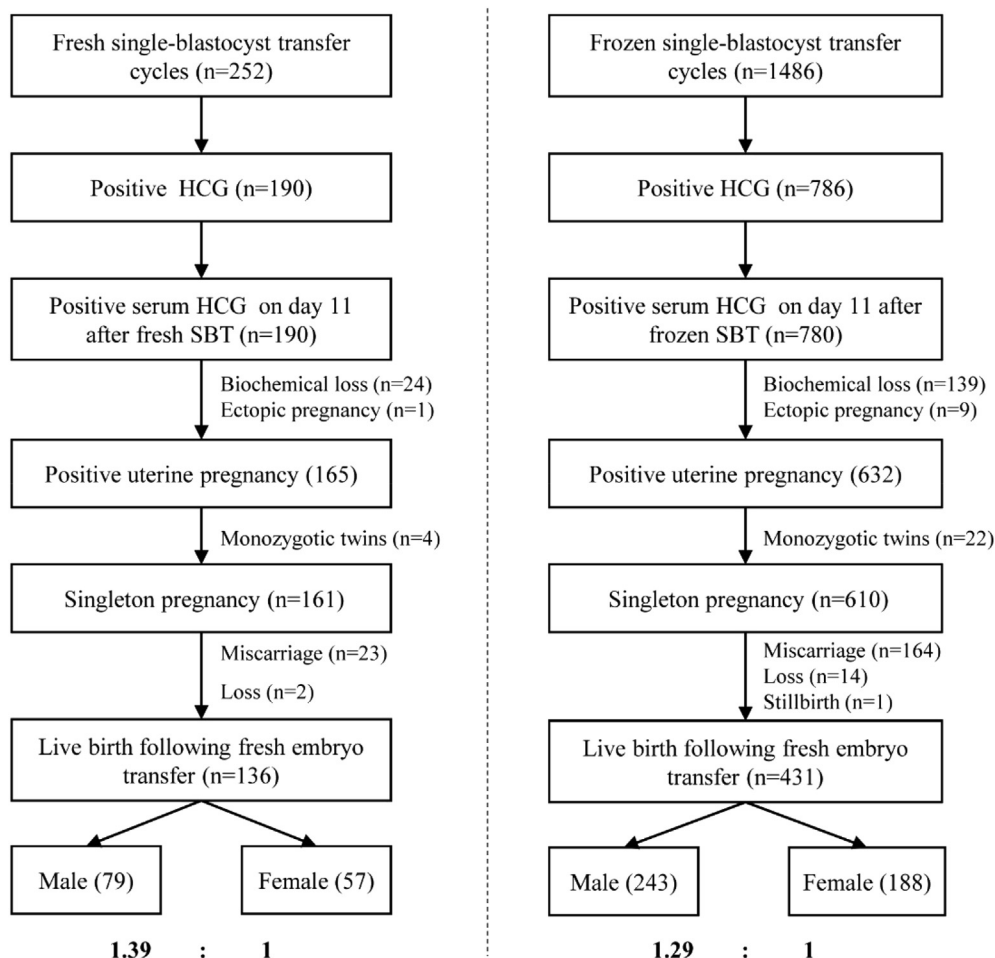 Fresh single-blastocyst transfer
cycles (n=252)
Positive HCG (n=190)
Positive serum HCG on day 11
after fresh SBT (n=190)
Biochemical loss (n=24)
Ectopic pregnancy (n=1)
Positive uterine pregnancy (165)
Monozygotic twins (n=4)
Singleton pregnancy (n=161)
Miscarriage (n=23)
Loss (n=2)
Live birth following fresh embryo
transfer (n=136)
Male (79)
Female (57)
1.39 : 1
Frozen single-blastocyst transfer
cycles (n=1486)
Positive HCG (n=786)
Positive serum HCG on day 11 after
frozen SBT (n=780)
Biochemical loss (n=139)
Ectopic pregnancy (n=9)
Positive uterine pregnancy (632)
Monozygotic twins (n=22)
Singleton pregnancy (n=610)
Miscarriage (n=164)
Loss (n=14)
Stillbirth (n=1)
Live birth following fresh embryo
transfer (n=431)
Male (243)
Female (188)
1.29 : 1